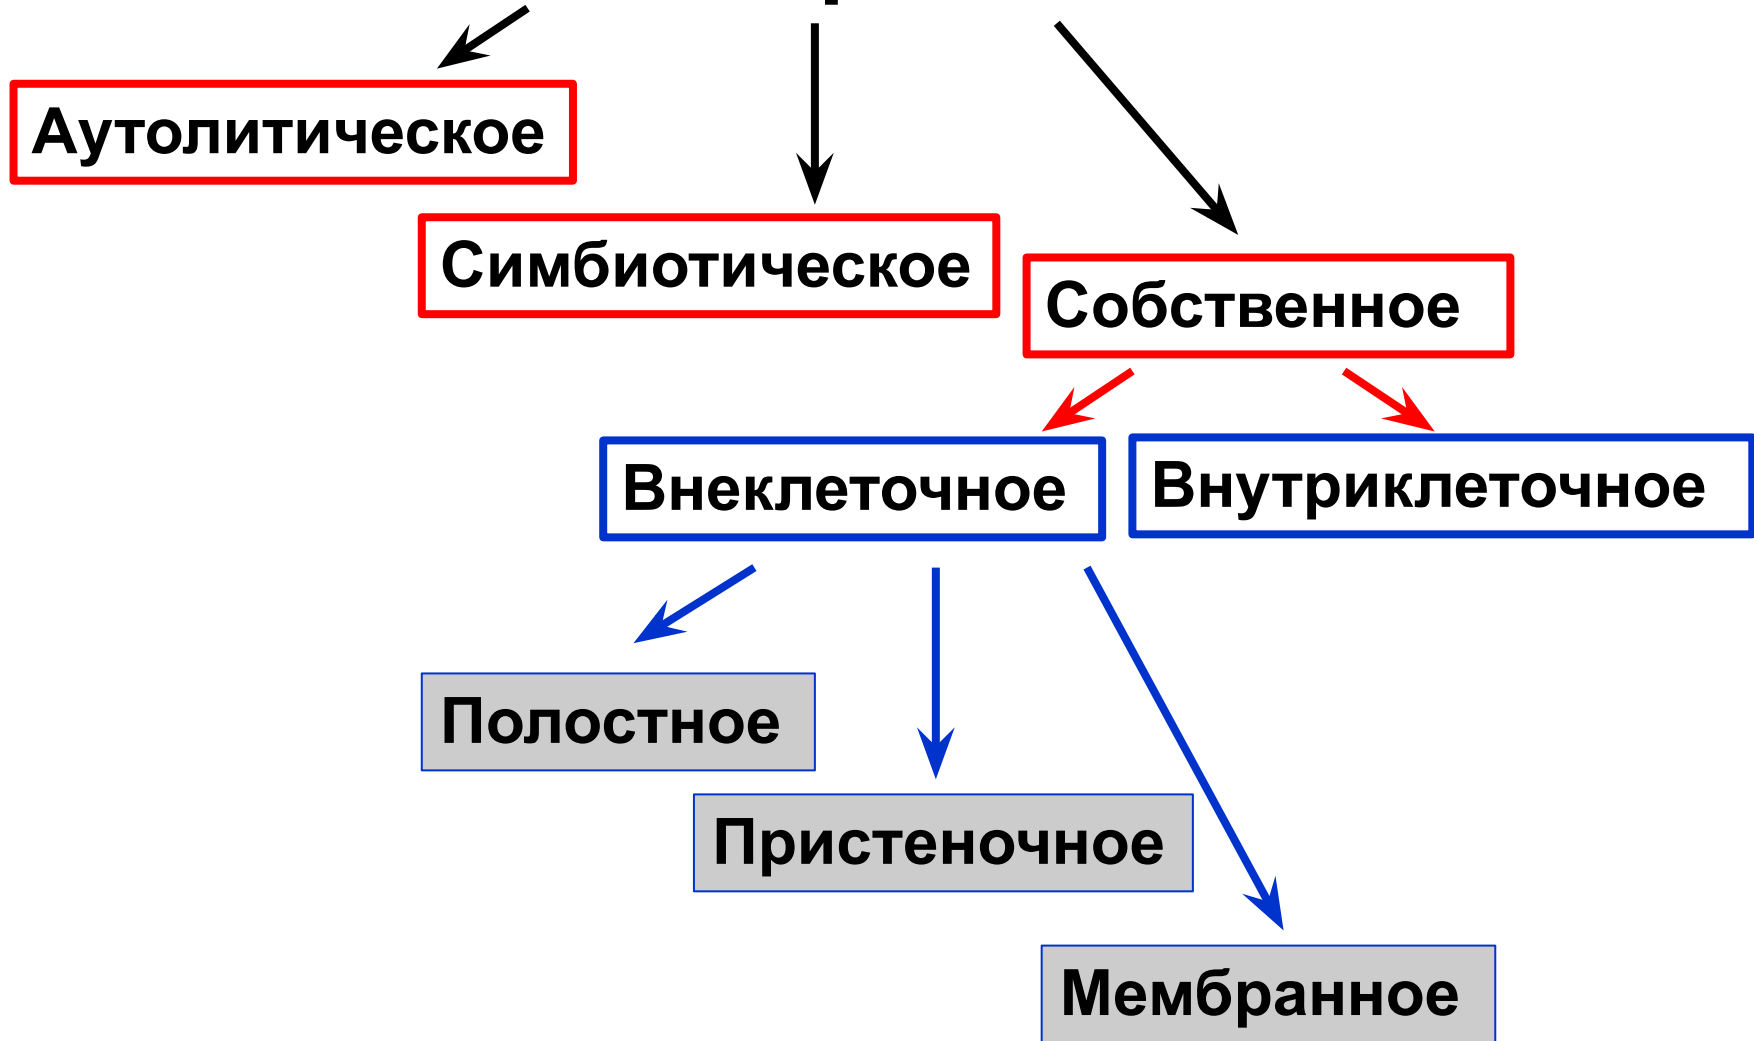 Аутолитическое
Симбиотическое
Собственное
Внеклеточное
Внутриклеточное
Полостное
Пристеночное
Мембранное